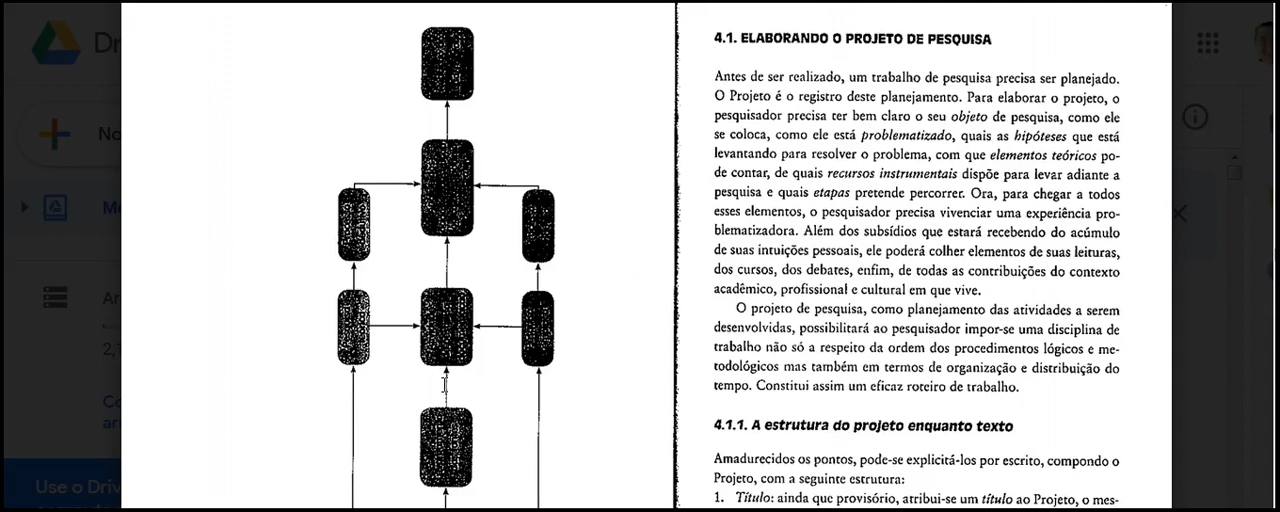 Dr
No
Me
Ar
2,
Co
ar
Use o Driv
4.1. ELABORANDO O PROJETO DE PESQUISA
Antes de ser realizado, um trabalho de pesquisa precisa ser planejado.
O Projeto é o registro deste planejamento. Para elaborar o projeto, o
pesquisador precisa ter bem claro o seu objeto de pesquisa, como ele
se coloca, como ele está problematizado, quais as hipóteses que está
levantando para resolver o problema, com que elementos teóricos po-
de contar, de quais recursos instrumentais dispõe para levar adiante a
pesquisa e quais etapas pretende percorrer. Ora, para chegar a todos
esses elementos, o pesquisador precisa vivenciar uma experiência pro-
blematizadora. Além dos subsídios que estará recebendo do acúmulo
de suas intuições pessoais, ele poderá colher elementos de suas leituras,
dos cursos, dos debates, enfim, de todas as contribuições do contexto
acadêmico, profissional e cultural em que vive.
O projeto de pesquisa, como planejamento das atividades a serem
desenvolvidas, possibilitará ao pesquisador impor-se uma disciplina de
trabalho não só a respeito da ordem dos procedimentos lógicos e me-
todológicos mas também em termos de organização e distribuição do
tempo. Constitui assim um eficaz roteiro de trabalho.
4.1.1. A estrutura do projeto enquanto texto
Amadurecidos os pontos, pode-se explicitá-los por escrito, compondo o
Projeto, com a seguinte estrutura:
1. Título: ainda que provisório, atribui-se um título ao Projeto, o mes-